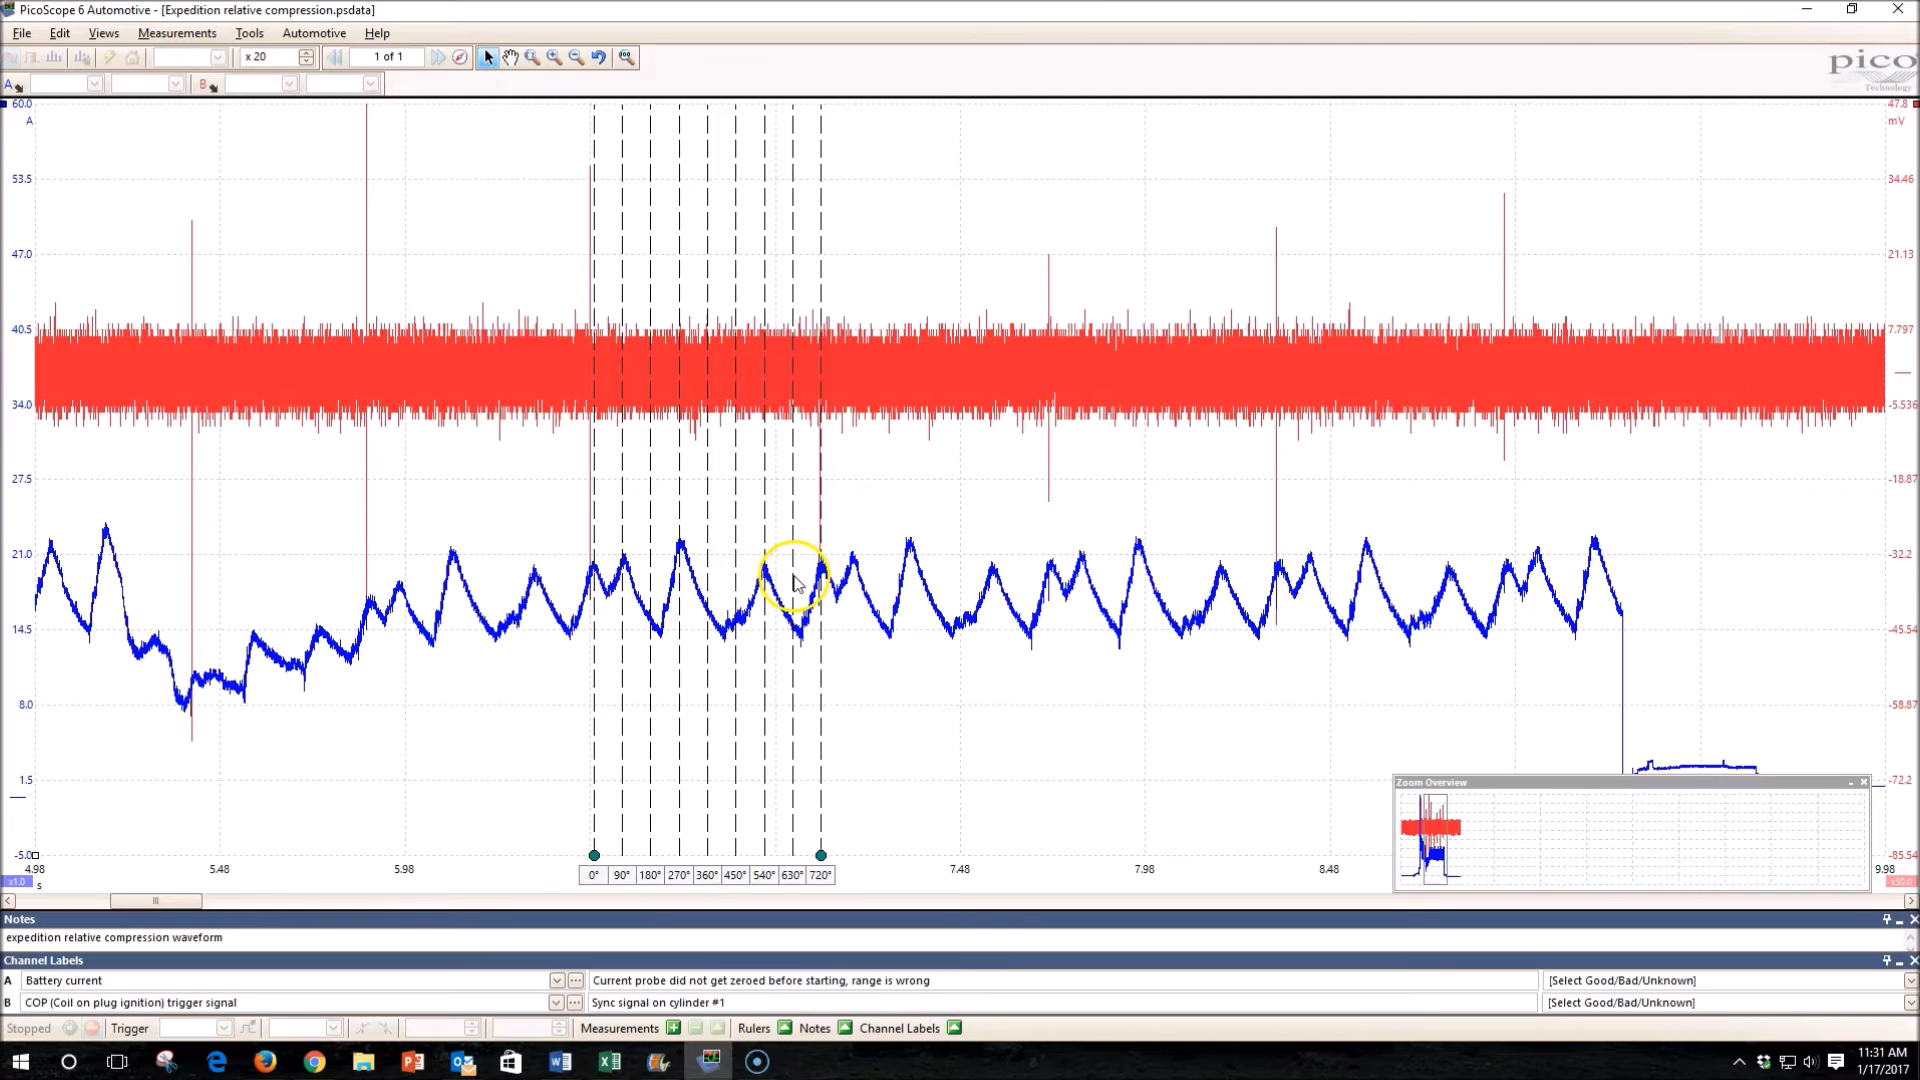 PicoScope 6 Automotive - [Expedition relative compression.psdata]
File Edit Views Measurements Tools Automotive Help
x 20 1 of 1
pico
Technology
A B
60.0 47.8
A mV
53.5 34.46
47.0 21.13
40.5 7.797
34.0 -5.536
27.5 -18.87
21.0 -32.2
14.5 -45.54
8.0 -58.87
1.5 -72.2
Zoom Overview
-5.0 -85.54
4.98 5.48 5.98 7.48 7.98 8.48 9.98
0° 90° 180° 270° 360° 450° 540° 630° 720°
x1.0 s
Notes
expedition relative compression waveform
Channel Labels
A Battery current Current probe did not get zeroed before starting, range is wrong [Select Good/Bad/Unknown]
B COP (Coil on plug ignition) trigger signal Sync signal on cylinder #1 [Select Good/Bad/Unknown]
Stopped Trigger Measurements Rulers Notes Channel Labels
11:31 AM
1/17/2017